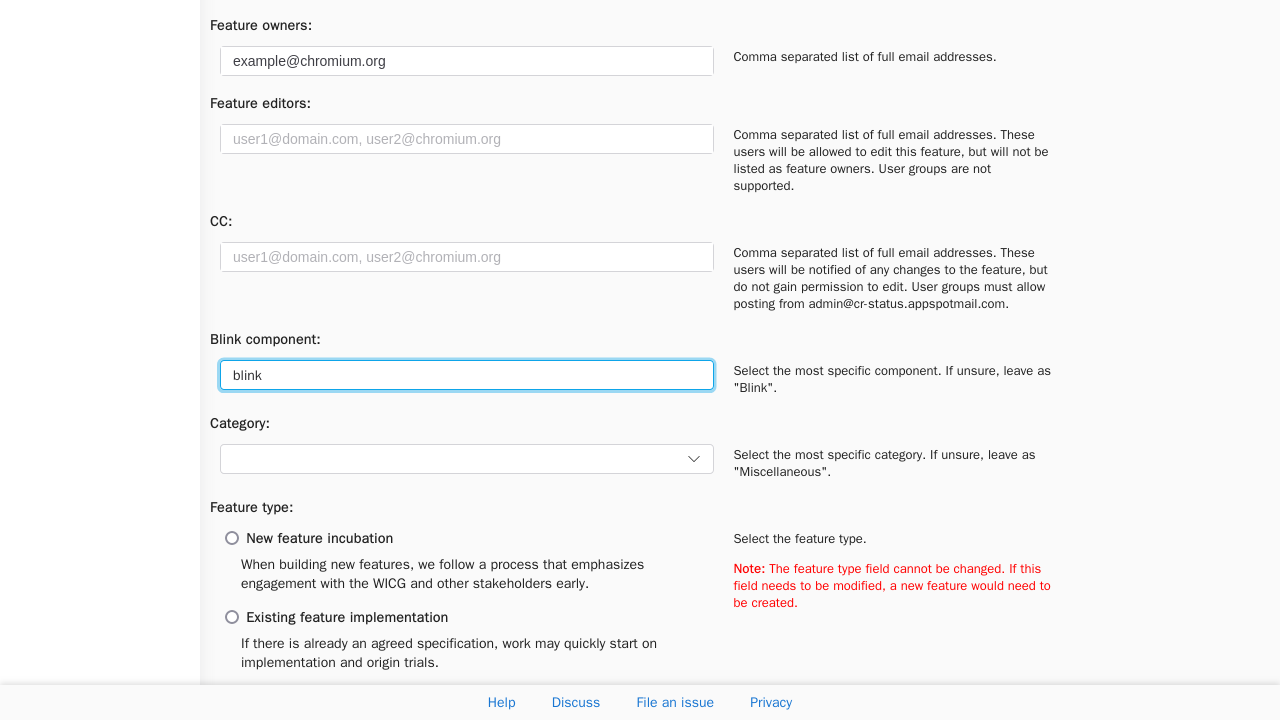 Feature owners:
example@chromium.org
Comma separated list of full email addresses.
Feature editors:
user1@domain.com, user2@chromium.org
Comma separated list of full email addresses. These
users will be allowed to edit this feature, but will not be
listed as feature owners. User groups are not
supported.
CC:
user1@domain.com, user2@chromium.org
Comma separated list of full email addresses. These
users will be notified of any changes to the feature, but
do not gain permission to edit. User groups must allow
posting from admin@cr-status.appspotmail.com.
Blink component:
blink
Select the most specific component. If unsure, leave as
"Blink".
Category:
Select the most specific category. If unsure, leave as
"Miscellaneous".
Feature type:
New feature incubation
When building new features, we follow a process that emphasizes
engagement with the WICG and other stakeholders early.
Existing feature implementation
If there is already an agreed specification, work may quickly start on
implementation and origin trials.
Select the feature type.
Note: The feature type field cannot be changed. If this
field needs to be modified, a new feature would need to
be created.
Help
Discuss
File an issue
Privacy